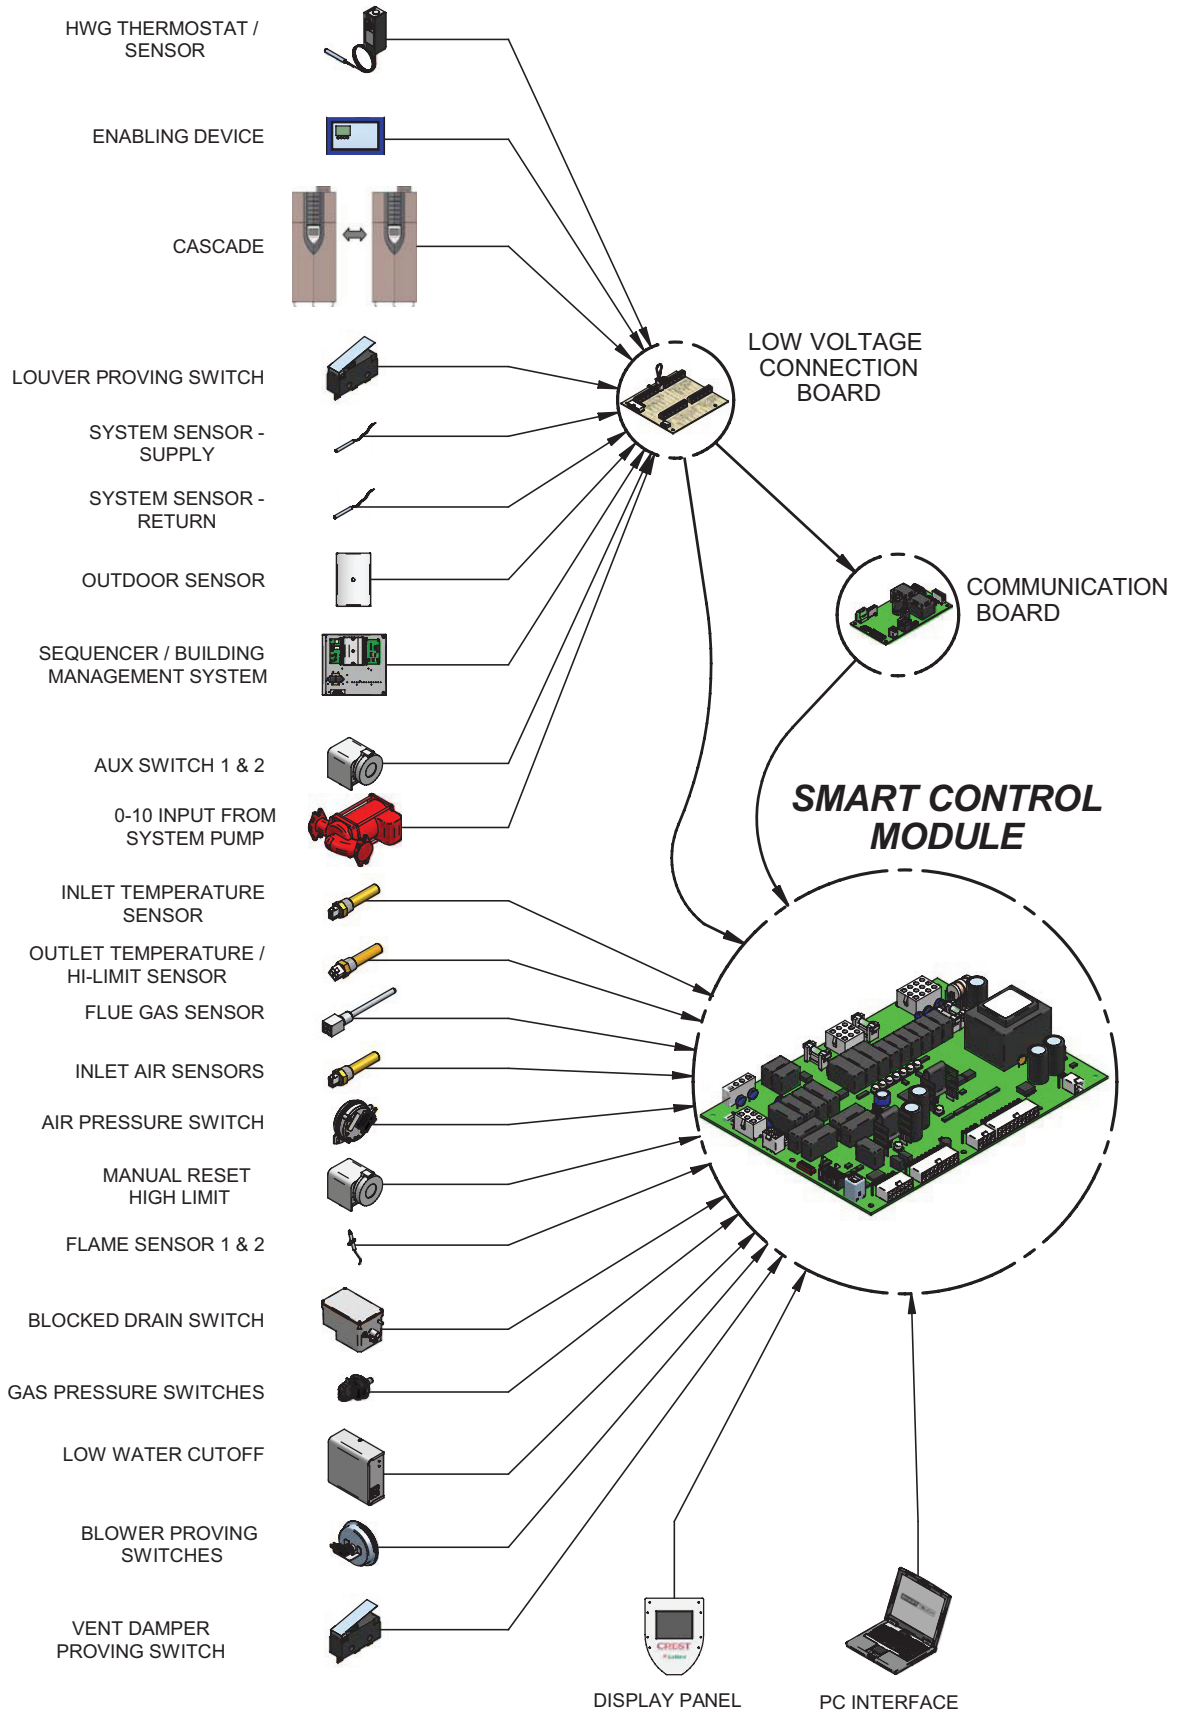 HWG THERMOSTAT /
SENSOR
ENABLING DEVICE
CASCADE
LOUVER PROVING SWITCH
SYSTEM SENSOR -
SUPPLY
SYSTEM SENSOR -
RETURN
OUTDOOR SENSOR
SEQUENCER / BUILDING
MANAGEMENT SYSTEM
AUX SWITCH 1 & 2
0-10 INPUT FROM
SYSTEM PUMP
INLET TEMPERATURE
SENSOR
OUTLET TEMPERATURE /
HI-LIMIT SENSOR
FLUE GAS SENSOR
INLET AIR SENSORS
AIR PRESSURE SWITCH
MANUAL RESET
HIGH LIMIT
FLAME SENSOR 1 & 2
BLOCKED DRAIN SWITCH
GAS PRESSURE SWITCHES
LOW WATER CUTOFF
BLOWER PROVING
SWITCHES
VENT DAMPER
PROVING SWITCH
LOW VOLTAGE
CONNECTION
BOARD
COMMUNICATION
BOARD
SMART CONTROL
MODULE
CREST
DISPLAY PANEL
PC INTERFACE